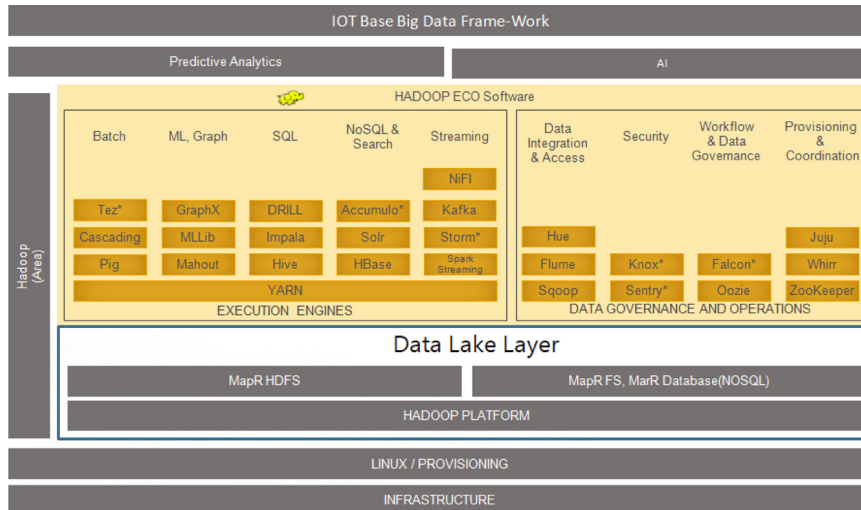 IOT Base Big Data Frame-Work
Predictive Analytics
AI
Hadoop
(Area)
HADOOP ECO Software
Batch
ML, Graph
SQL
NoSQL &
Search
Streaming
NiFI
Tez*
GraphX
DRILL
Accumulo*
Kafka
Cascading
MLLib
Impala
Solr
Storm*
Pig
Mahout
Hive
HBase
Spark
Streaming
YARN
EXECUTION ENGINES
Data
Integration
& Access
Security
Workflow
& Data
Governance
Provisioning
&
Coordination
Hue
Juju
Flume
Knox*
Falcon*
Whirr
Sqoop
Sentry*
Oozie
ZooKeeper
DATA GOVERNANCE AND OPERATIONS
Data Lake Layer
MapR HDFS
MapR FS, MarR Database(NOSQL)
HADOOP PLATFORM
LINUX / PROVISIONING
INFRASTRUCTURE